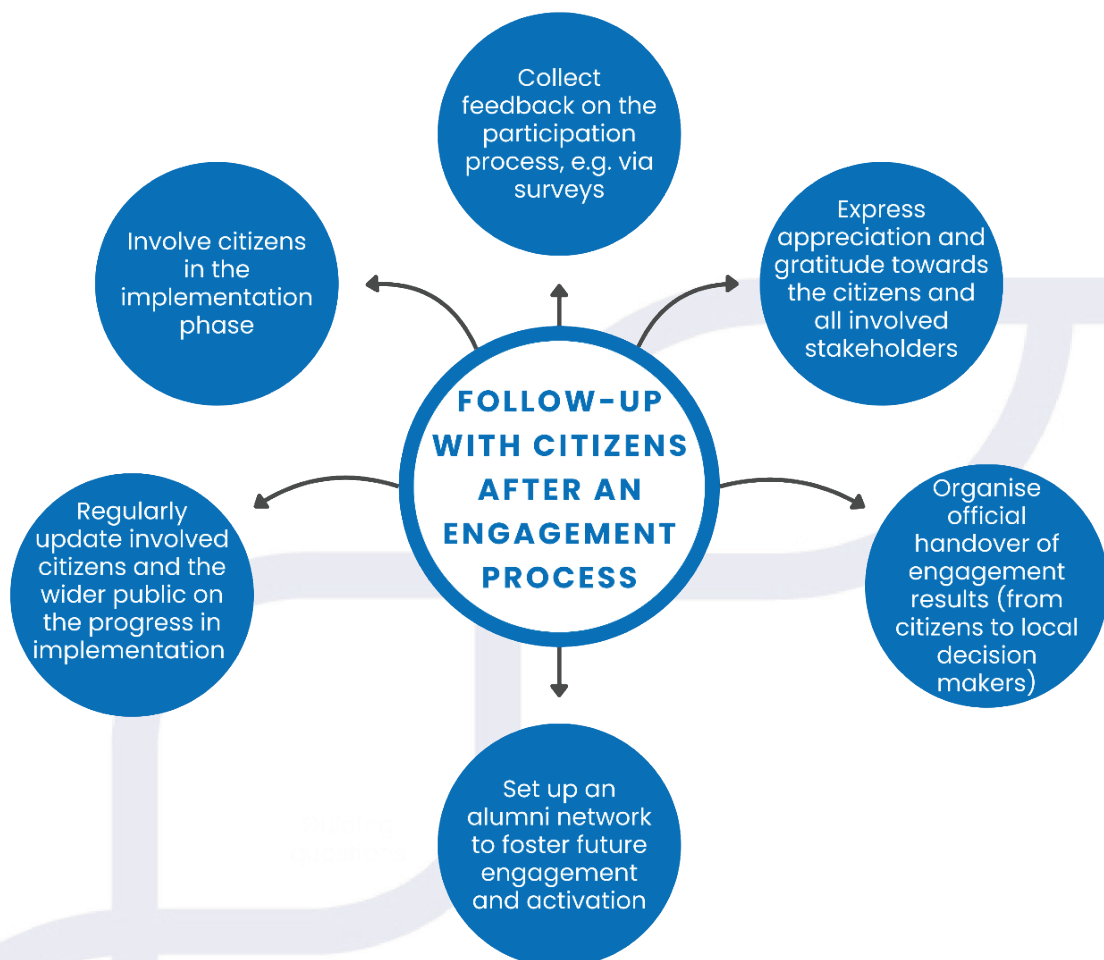 Collect
feedback on the
participation
process, e.g. via
surveys
Express
appreciation and
gratitude towards
the citizens and
all involved
stakeholders
Involve citizens
in the
implementation
phase
FOLLOW-UP
WITH CITIZENS
AFTER AN
ENGAGEMENT
PROCESS
Regularly
update involved
citizens and the
wider public on
the progress in
implementation
Organise
official
handover of
engagement
results (from
citizens to local
decision
makers)
Set up an
alumni network
to foster future
engagement
and activation